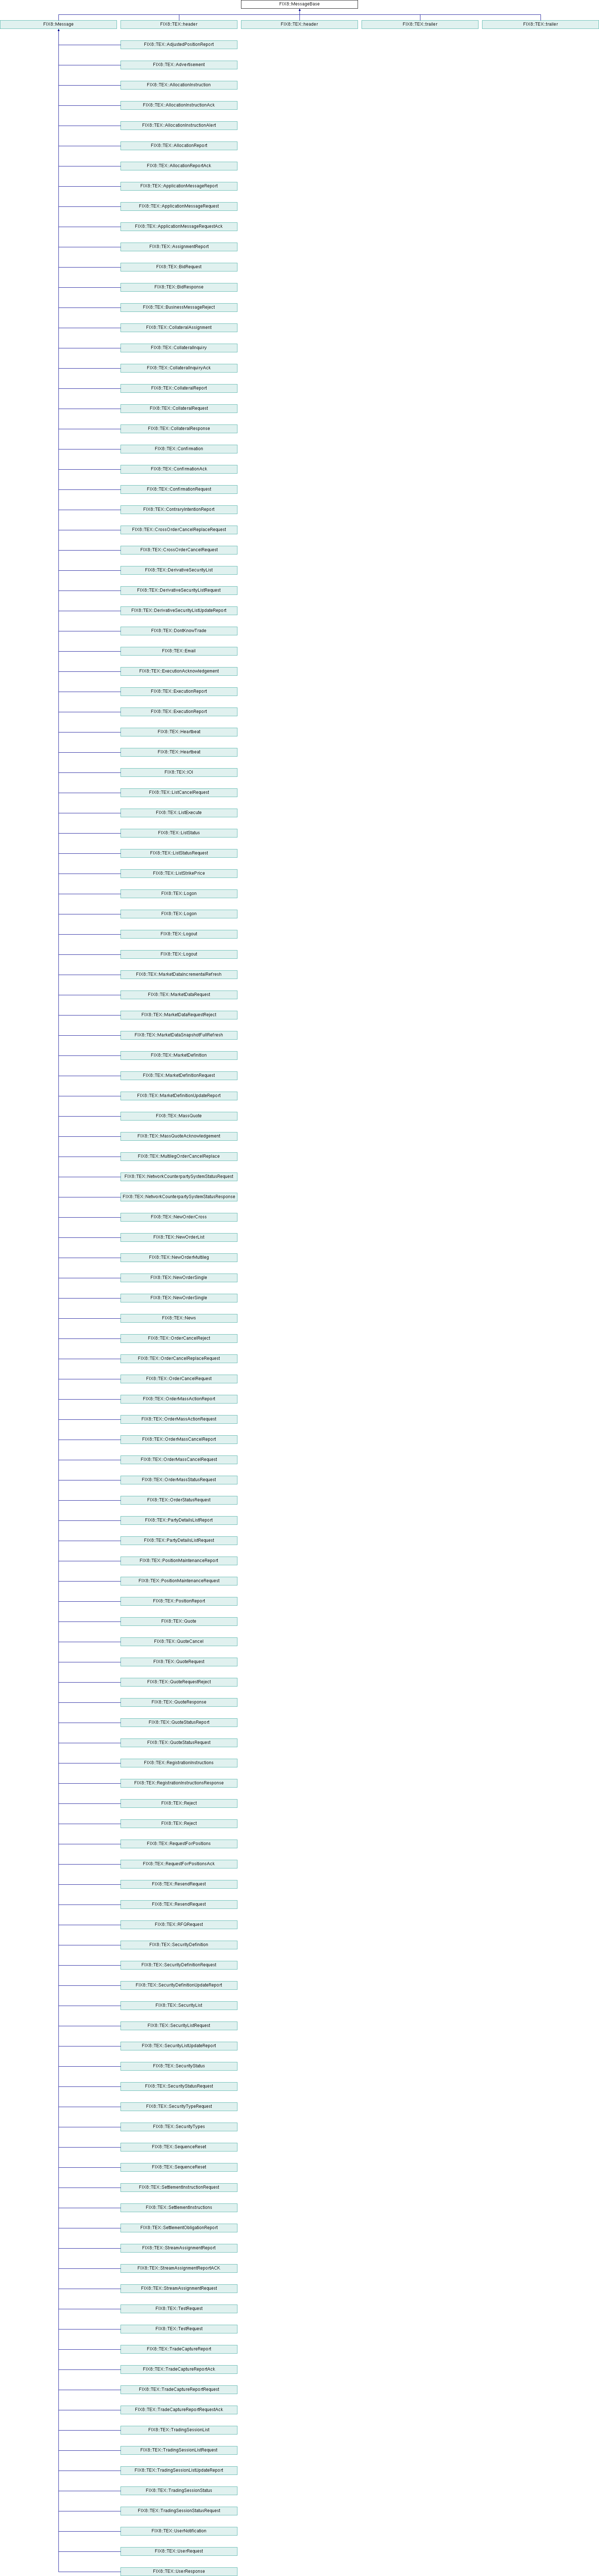 FIX8::MessageBase
FIX8::Message
FIX8::TEX::header
FIX8::TEX::header
FIX8::TEX::trailer
FIX8::TEX::trailer
FIX8::TEX::AdjustedPositionReport
FIX8::TEX::Advertisement
FIX8::TEX::AllocationInstruction
FIX8::TEX::AllocationInstructionAck
FIX8::TEX::AllocationInstructionAlert
FIX8::TEX::AllocationReport
FIX8::TEX::AllocationReportAck
FIX8::TEX::ApplicationMessageReport
FIX8::TEX::ApplicationMessageRequest
FIX8::TEX::ApplicationMessageRequestAck
FIX8::TEX::AssignmentReport
FIX8::TEX::BidRequest
FIX8::TEX::BidResponse
FIX8::TEX::BusinessMessageReject
FIX8::TEX::CollateralAssignment
FIX8::TEX::CollateralInquiry
FIX8::TEX::CollateralInquiryAck
FIX8::TEX::CollateralReport
FIX8::TEX::CollateralRequest
FIX8::TEX::CollateralResponse
FIX8::TEX::Confirmation
FIX8::TEX::ConfirmationAck
FIX8::TEX::ConfirmationRequest
FIX8::TEX::ContraryIntentionReport
FIX8::TEX::CrossOrderCancelReplaceRequest
FIX8::TEX::CrossOrderCancelRequest
FIX8::TEX::DerivativeSecurityList
FIX8::TEX::DerivativeSecurityListRequest
FIX8::TEX::DerivativeSecurityListUpdateReport
FIX8::TEX::DontKnowTrade
FIX8::TEX::Email
FIX8::TEX::ExecutionAcknowledgement
FIX8::TEX::ExecutionReport
FIX8::TEX::ExecutionReport
FIX8::TEX::Heartbeat
FIX8::TEX::Heartbeat
FIX8::TEX::IOI
FIX8::TEX::ListCancelRequest
FIX8::TEX::ListExecute
FIX8::TEX::ListStatus
FIX8::TEX::ListStatusRequest
FIX8::TEX::ListStrikePrice
FIX8::TEX::Logon
FIX8::TEX::Logon
FIX8::TEX::Logout
FIX8::TEX::Logout
FIX8::TEX::MarketDataIncrementalRefresh
FIX8::TEX::MarketDataRequest
FIX8::TEX::MarketDataRequestReject
FIX8::TEX::MarketDataSnapshotFullRefresh
FIX8::TEX::MarketDefinition
FIX8::TEX::MarketDefinitionRequest
FIX8::TEX::MarketDefinitionUpdateReport
FIX8::TEX::MassQuote
FIX8::TEX::MassQuoteAcknowledgement
FIX8::TEX::MultilegOrderCancelReplace
FIX8::TEX::NetworkCounterpartySystemStatusRequest
FIX8::TEX::NetworkCounterpartySystemStatusResponse
FIX8::TEX::NewOrderCross
FIX8::TEX::NewOrderList
FIX8::TEX::NewOrderMultileg
FIX8::TEX::NewOrderSingle
FIX8::TEX::NewOrderSingle
FIX8::TEX::News
FIX8::TEX::OrderCancelReject
FIX8::TEX::OrderCancelReplaceRequest
FIX8::TEX::OrderCancelRequest
FIX8::TEX::OrderMassActionReport
FIX8::TEX::OrderMassActionRequest
FIX8::TEX::OrderMassCancelReport
FIX8::TEX::OrderMassCancelRequest
FIX8::TEX::OrderMassStatusRequest
FIX8::TEX::OrderStatusRequest
FIX8::TEX::PartyDetailsListReport
FIX8::TEX::PartyDetailsListRequest
FIX8::TEX::PositionMaintenanceReport
FIX8::TEX::PositionMaintenanceRequest
FIX8::TEX::PositionReport
FIX8::TEX::Quote
FIX8::TEX::QuoteCancel
FIX8::TEX::QuoteRequest
FIX8::TEX::QuoteRequestReject
FIX8::TEX::QuoteResponse
FIX8::TEX::QuoteStatusReport
FIX8::TEX::QuoteStatusRequest
FIX8::TEX::RegistrationInstructions
FIX8::TEX::RegistrationInstructionsResponse
FIX8::TEX::Reject
FIX8::TEX::Reject
FIX8::TEX::RequestForPositions
FIX8::TEX::RequestForPositionsAck
FIX8::TEX::ResendRequest
FIX8::TEX::ResendRequest
FIX8::TEX::RFQRequest
FIX8::TEX::SecurityDefinition
FIX8::TEX::SecurityDefinitionRequest
FIX8::TEX::SecurityDefinitionUpdateReport
FIX8::TEX::SecurityList
FIX8::TEX::SecurityListRequest
FIX8::TEX::SecurityListUpdateReport
FIX8::TEX::SecurityStatus
FIX8::TEX::SecurityStatusRequest
FIX8::TEX::SecurityTypeRequest
FIX8::TEX::SecurityTypes
FIX8::TEX::SequenceReset
FIX8::TEX::SequenceReset
FIX8::TEX::SettlementInstructionRequest
FIX8::TEX::SettlementInstructions
FIX8::TEX::SettlementObligationReport
FIX8::TEX::StreamAssignmentReport
FIX8::TEX::StreamAssignmentReportACK
FIX8::TEX::StreamAssignmentRequest
FIX8::TEX::TestRequest
FIX8::TEX::TestRequest
FIX8::TEX::TradeCaptureReport
FIX8::TEX::TradeCaptureReportAck
FIX8::TEX::TradeCaptureReportRequest
FIX8::TEX::TradeCaptureReportRequestAck
FIX8::TEX::TradingSessionList
FIX8::TEX::TradingSessionListRequest
FIX8::TEX::TradingSessionListUpdateReport
FIX8::TEX::TradingSessionStatus
FIX8::TEX::TradingSessionStatusRequest
FIX8::TEX::UserNotification
FIX8::TEX::UserRequest
FIX8::TEX::UserResponse